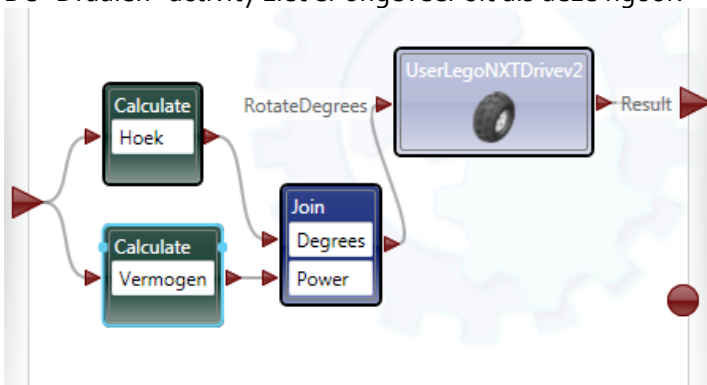 De "Draaien" activity ziet er ongeveer uit als deze figuur:
UserLegoNXTDrivev2
Calculate
Hoek
RotateDegrees
Result
Join
Degrees
Power
Calculate
Vermogen